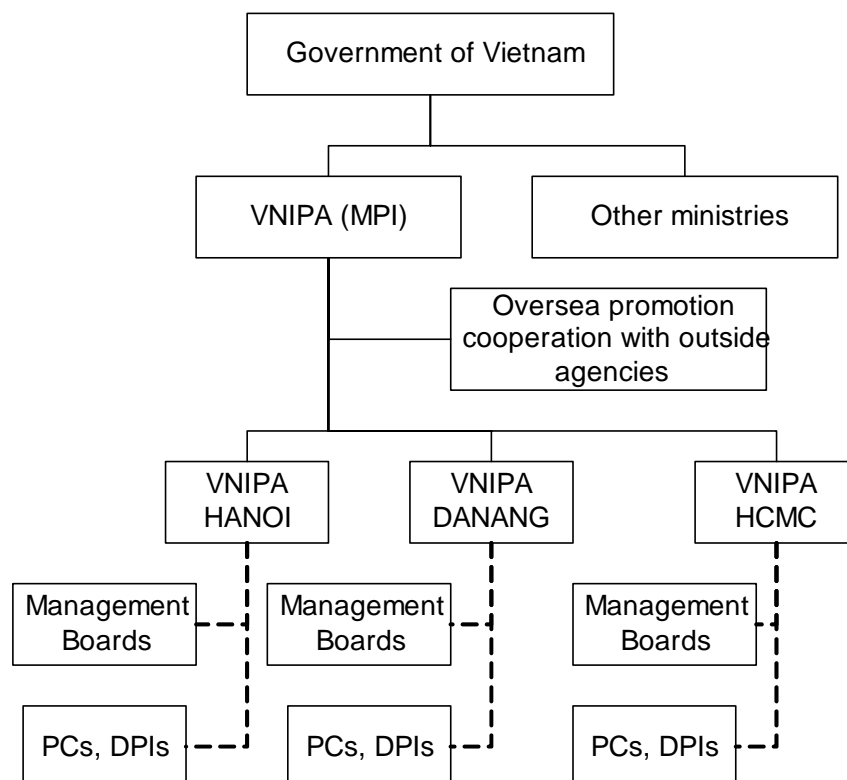 Government of Vietnam
VNIPA (MPI)
Other ministries
Oversea promotion
cooperation with outside
agencies
VNIPA
HANOI
VNIPA
DANANG
VNIPA
HCMC
Management
Boards
Management
Boards
Management
Boards
PCs, DPIs
PCs, DPIs
PCs, DPIs